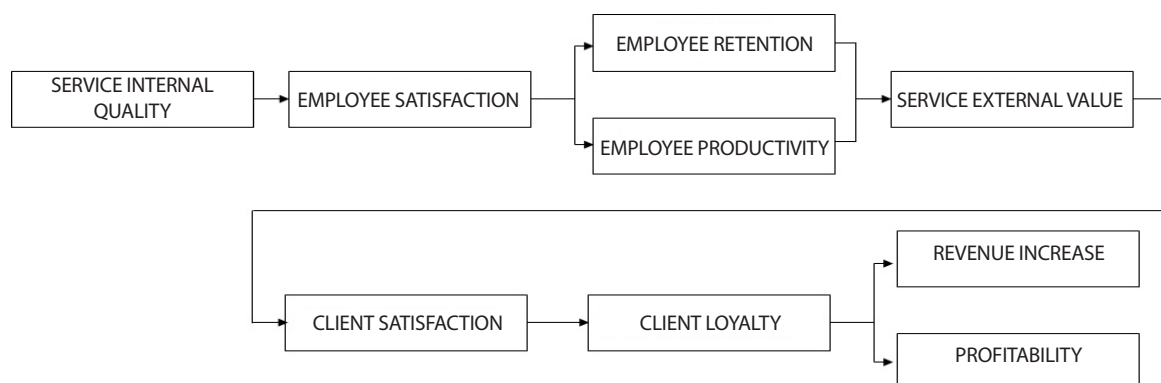 SERVICE INTERNAL
QUALITY
EMPLOYEE SATISFACTION
EMPLOYEE RETENTION
EMPLOYEE PRODUCTIVITY
SERVICE EXTERNAL VALUE
CLIENT SATISFACTION
CLIENT LOYALTY
REVENUE INCREASE
PROFITABILITY